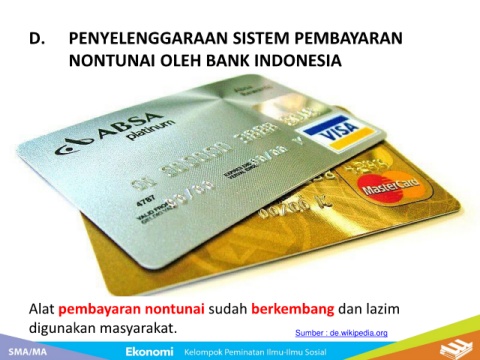 D. PENYELENGGARAAN SISTEM PEMBAYARAN
NONTUNAI OLEH BANK INDONESIA
ABSA
platinum
VISA
4787
MasterCard
Alat pembayaran nontunai sudah berkembang dan lazim
digunakan masyarakat.
Sumber : de.wikipedia.org
SMA/MA
Ekonomi Kelompok Peminatan Ilmu-Ilmu Sosial